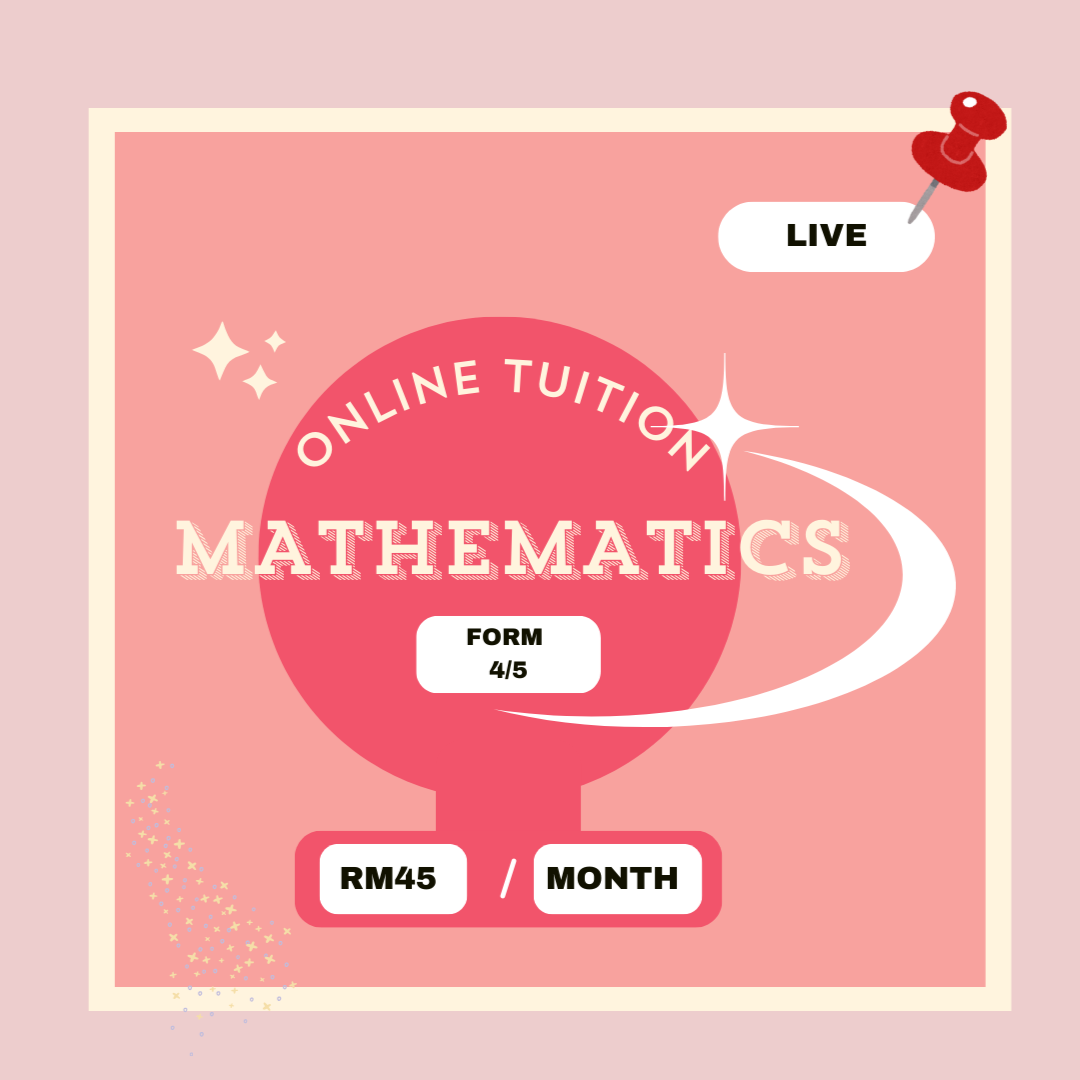 LIVE
ONLINE TUITION
MATHEMATICS
FORM
4/5
RM45 / MONTH